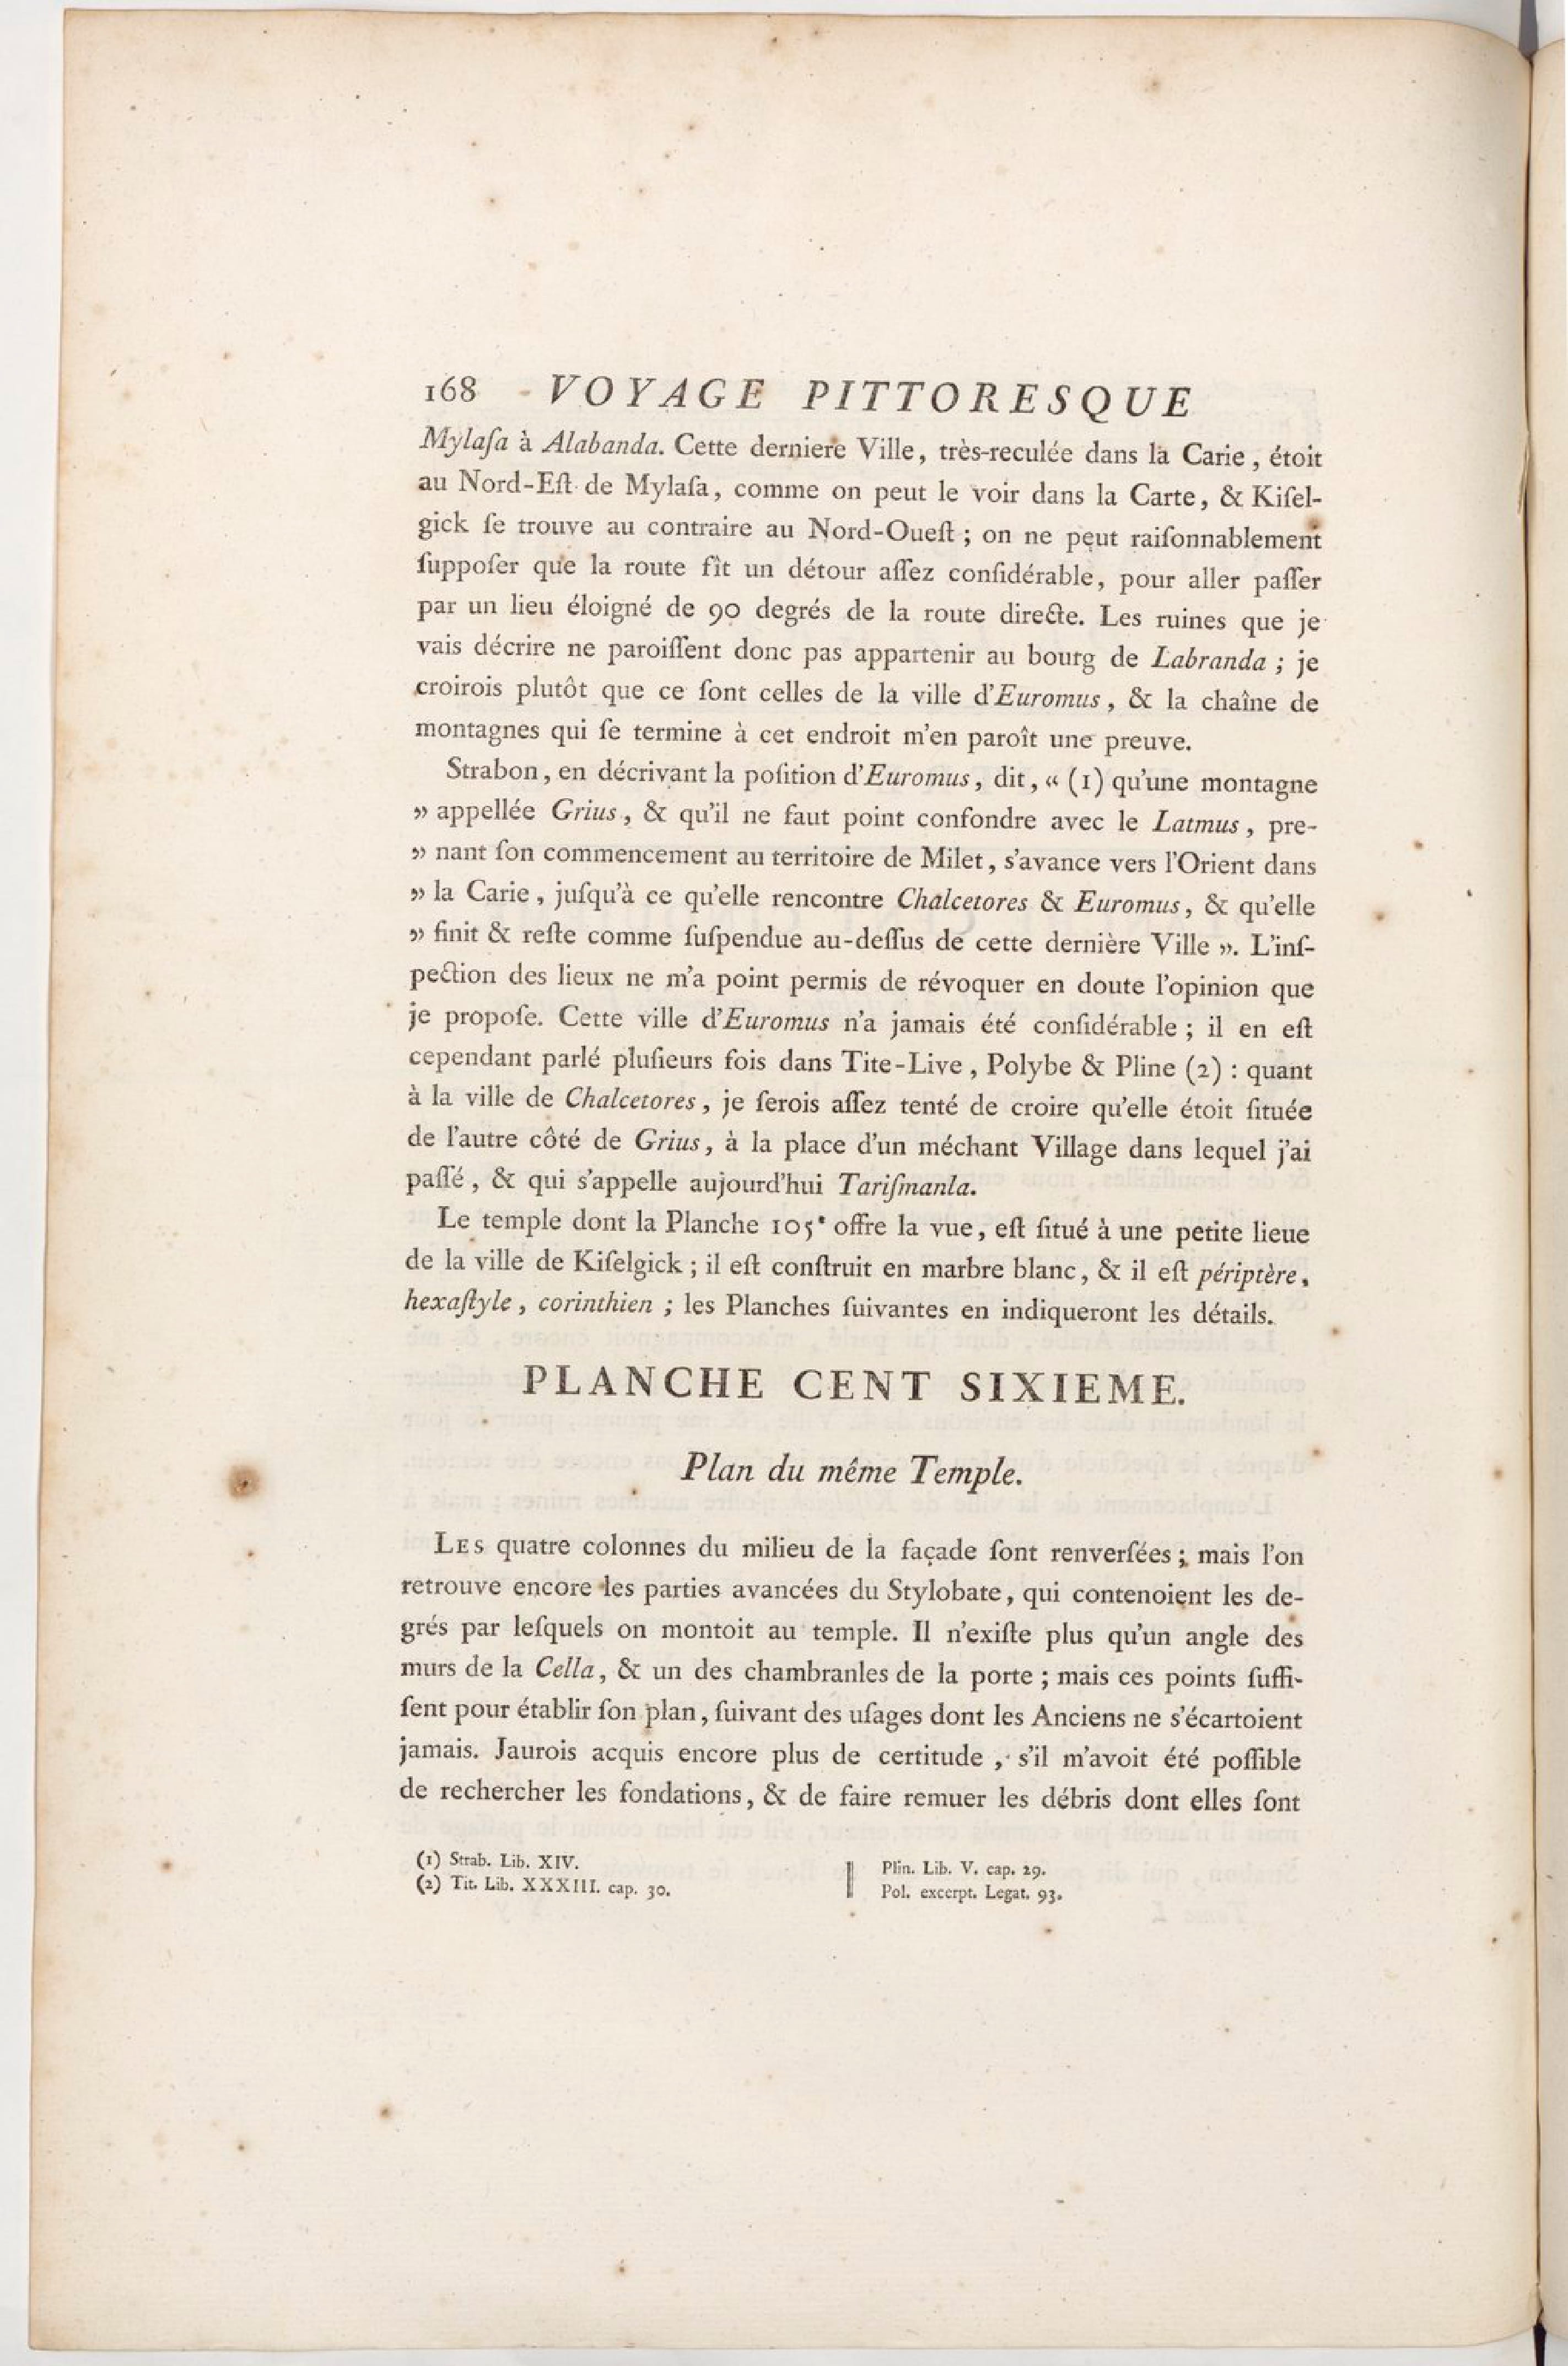 168 VOYAGE PITTORESQUE
Mylaſa à Alabanda. Cette derniere Ville, très-reculée dans la Carie, étoit
au Nord-Eſt de Mylaſa, comme on peut le voir dans la Carte, & Kiſel-
gick ſe trouve au contraire au Nord-Oueſt; on ne peut raiſonnablement
ſuppoſer que la route fît un détour aſſez conſidérable, pour aller paſſer
par un lieu éloigné de 90 degrés de la route directe. Les ruines que je
vais décrire ne paroiſſent donc pas appartenir au bourg de Labranda; je
croirois plutôt que ce ſont celles de la ville d'Euromus, & la chaîne de
montagnes qui ſe termine à cet endroit m'en paroît une preuve.
Strabon, en décrivant la poſition d'Euromus, dit, « (1) qu'une montagne
» appellée Grius, & qu'il ne faut point confondre avec le Latmus, pre-
» nant ſon commencement au territoire de Milet, s'avance vers l'Orient dans
» la Carie, juſqu'à ce qu'elle rencontre Chalcetores & Euromus, & qu'elle
» finit & reſte comme ſuſpendue au-deſſus de cette dernière Ville ». L'inſ-
pection des lieux ne m'a point permis de révoquer en doute l'opinion que
je propoſe. Cette ville d'Euromus n'a jamais été conſidérable; il en eſt
cependant parlé pluſieurs fois dans Tite-Live, Polybe & Pline (2) : quant
à la ville de Chalcetores, je ſerois aſſez tenté de croire qu'elle étoit ſituée
de l'autre côté de Grius, à la place d'un méchant Village dans lequel j'ai
paſſé, & qui s'appelle aujourd'hui Tariſmanla.
Le temple dont la Planche 105e offre la vue, eſt ſitué à une petite lieue
de la ville de Kiſelgick; il eſt conſtruit en marbre blanc, & il eſt périptère,
hexaſtyle, corinthien; les Planches ſuivantes en indiqueront les détails.
PLANCHE CENT SIXIEME.
Plan du même Temple.
LES quatre colonnes du milieu de la façade ſont renverſées; mais l'on
retrouve encore les parties avancées du Stylobate, qui contenoient les de-
grés par leſquels on montoit au temple. Il n'exiſte plus qu'un angle des
murs de la Cella, & un des chambranles de la porte; mais ces points ſuffi-
ſent pour établir ſon plan, ſuivant des uſages dont les Anciens ne s'écartoient
jamais. Jaurois acquis encore plus de certitude, s'il m'avoit été poſſible
de rechercher les fondations, & de faire remuer les débris dont elles ſont
(1) Strab. Lib. XIV.
(2) Tit. Lib. XXXIII. cap. 30.
Plin. Lib. V. cap. 29.
Pol. excerpt. Legat. 93.